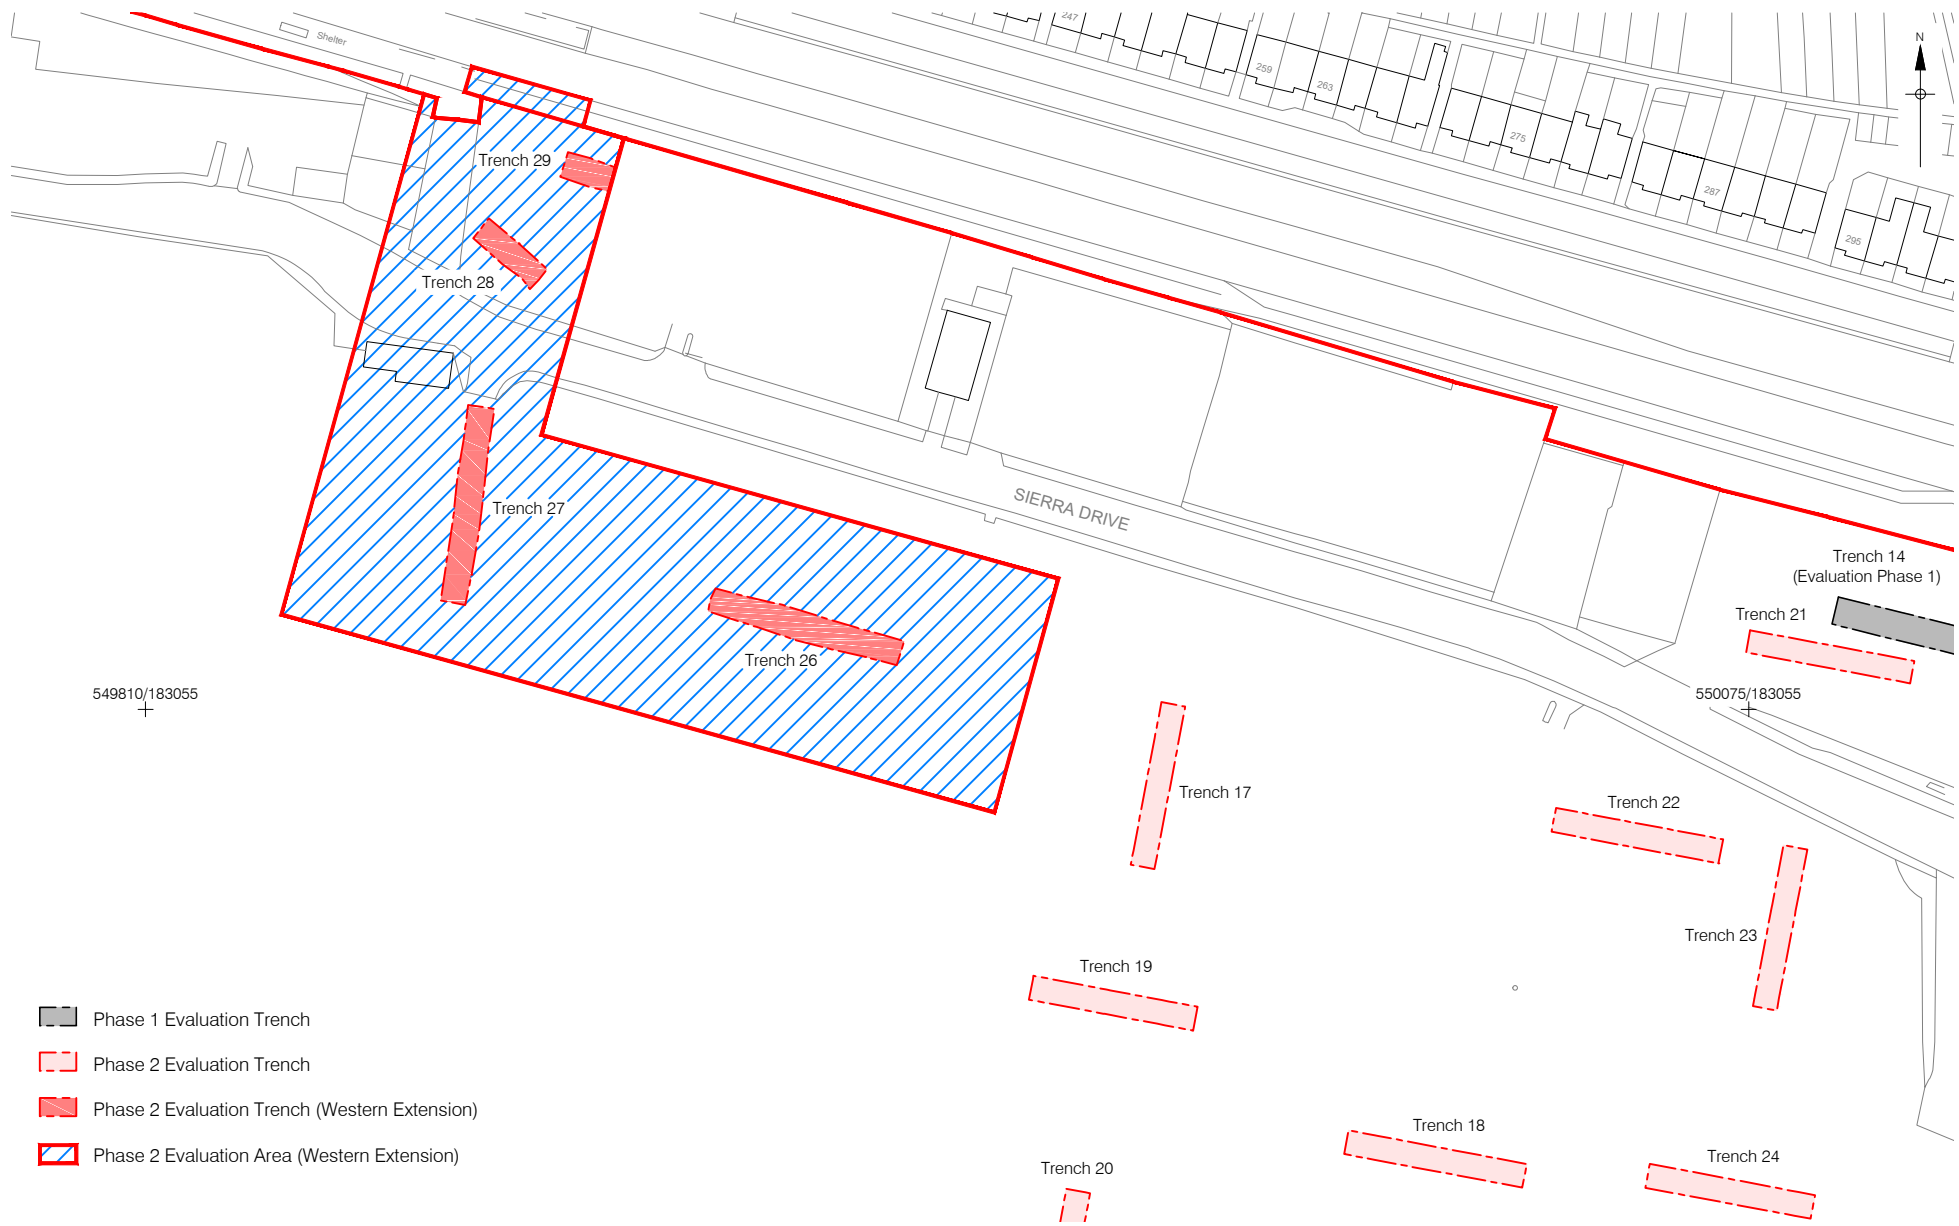 247
N
Shelter
259
263
275
287
295
Trench 29
Trench 28
Trench 27
SIERRA DRIVE
Trench 14
(Evaluation Phase 1)
Trench 21
Trench 26
549810/183055
550075/183055
Trench 17
Trench 22
Trench 23
Trench 19
Phase 1 Evaluation Trench
Phase 2 Evaluation Trench
Phase 2 Evaluation Trench (Western Extension)
Phase 2 Evaluation Area (Western Extension)
Trench 18
Trench 24
Trench 20